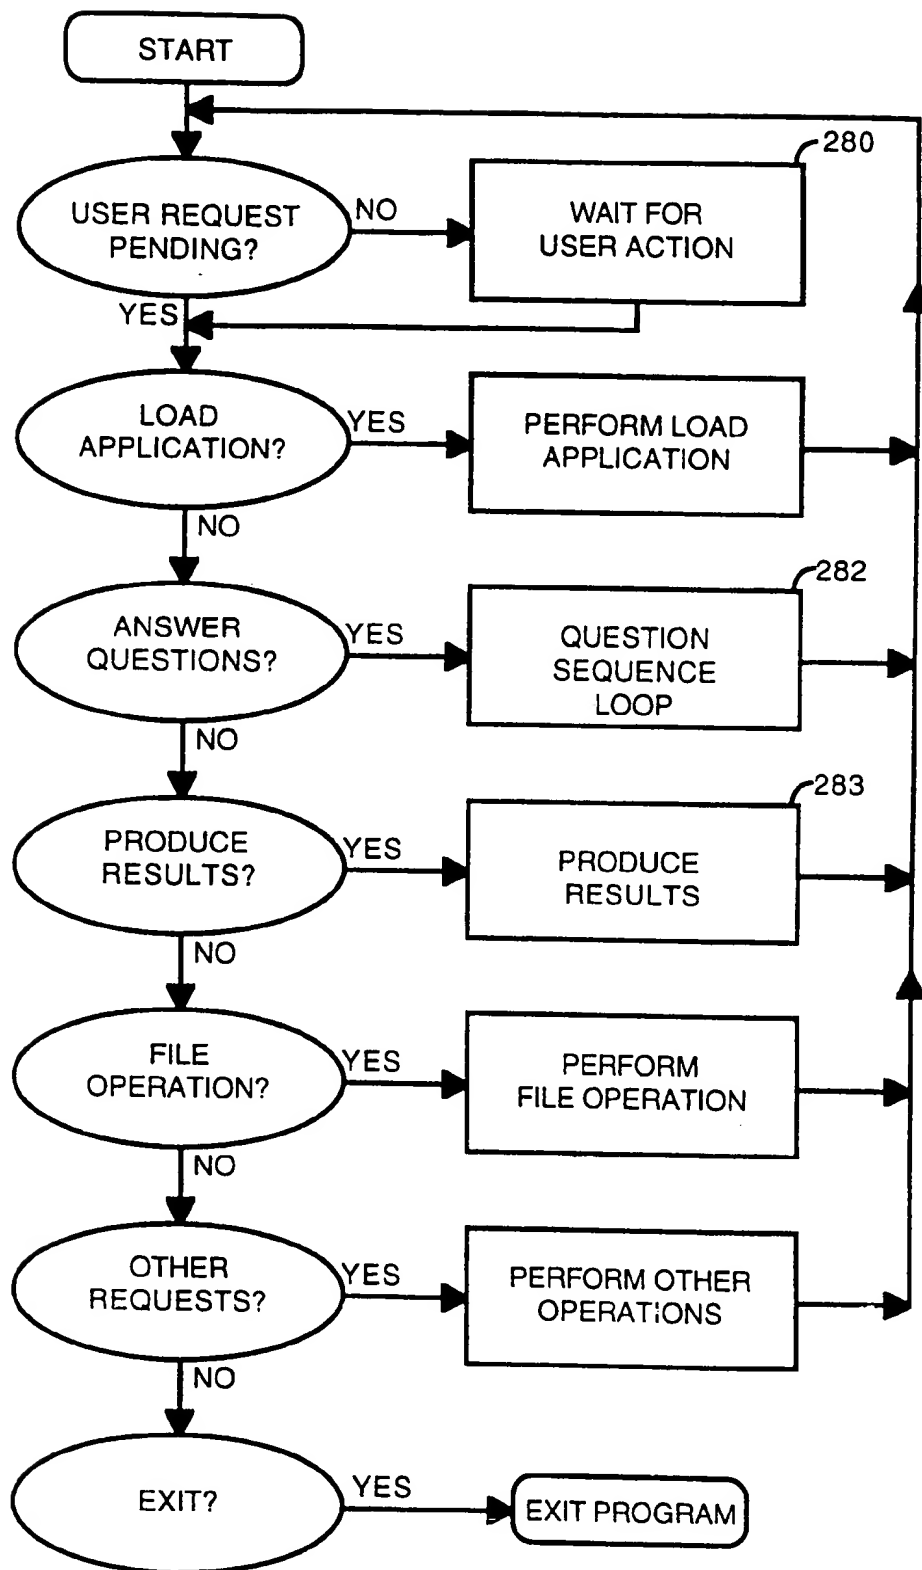 START
280
USER REQUEST
PENDING?
NO
WAIT FOR
USER ACTION
YES
LOAD
APPLICATION?
YES
PERFORM LOAD
APPLICATION
NO
282
ANSWER
QUESTIONS?
YES
QUESTION
SEQUENCE
LOOP
NO
283
PRODUCE
RESULTS?
YES
PRODUCE
RESULTS
NO
FILE
OPERATION?
YES
PERFORM
FILE OPERATION
NO
OTHER
REQUESTS?
YES
PERFORM OTHER
OPERATIONS
NO
EXIT?
YES
EXIT PROGRAM